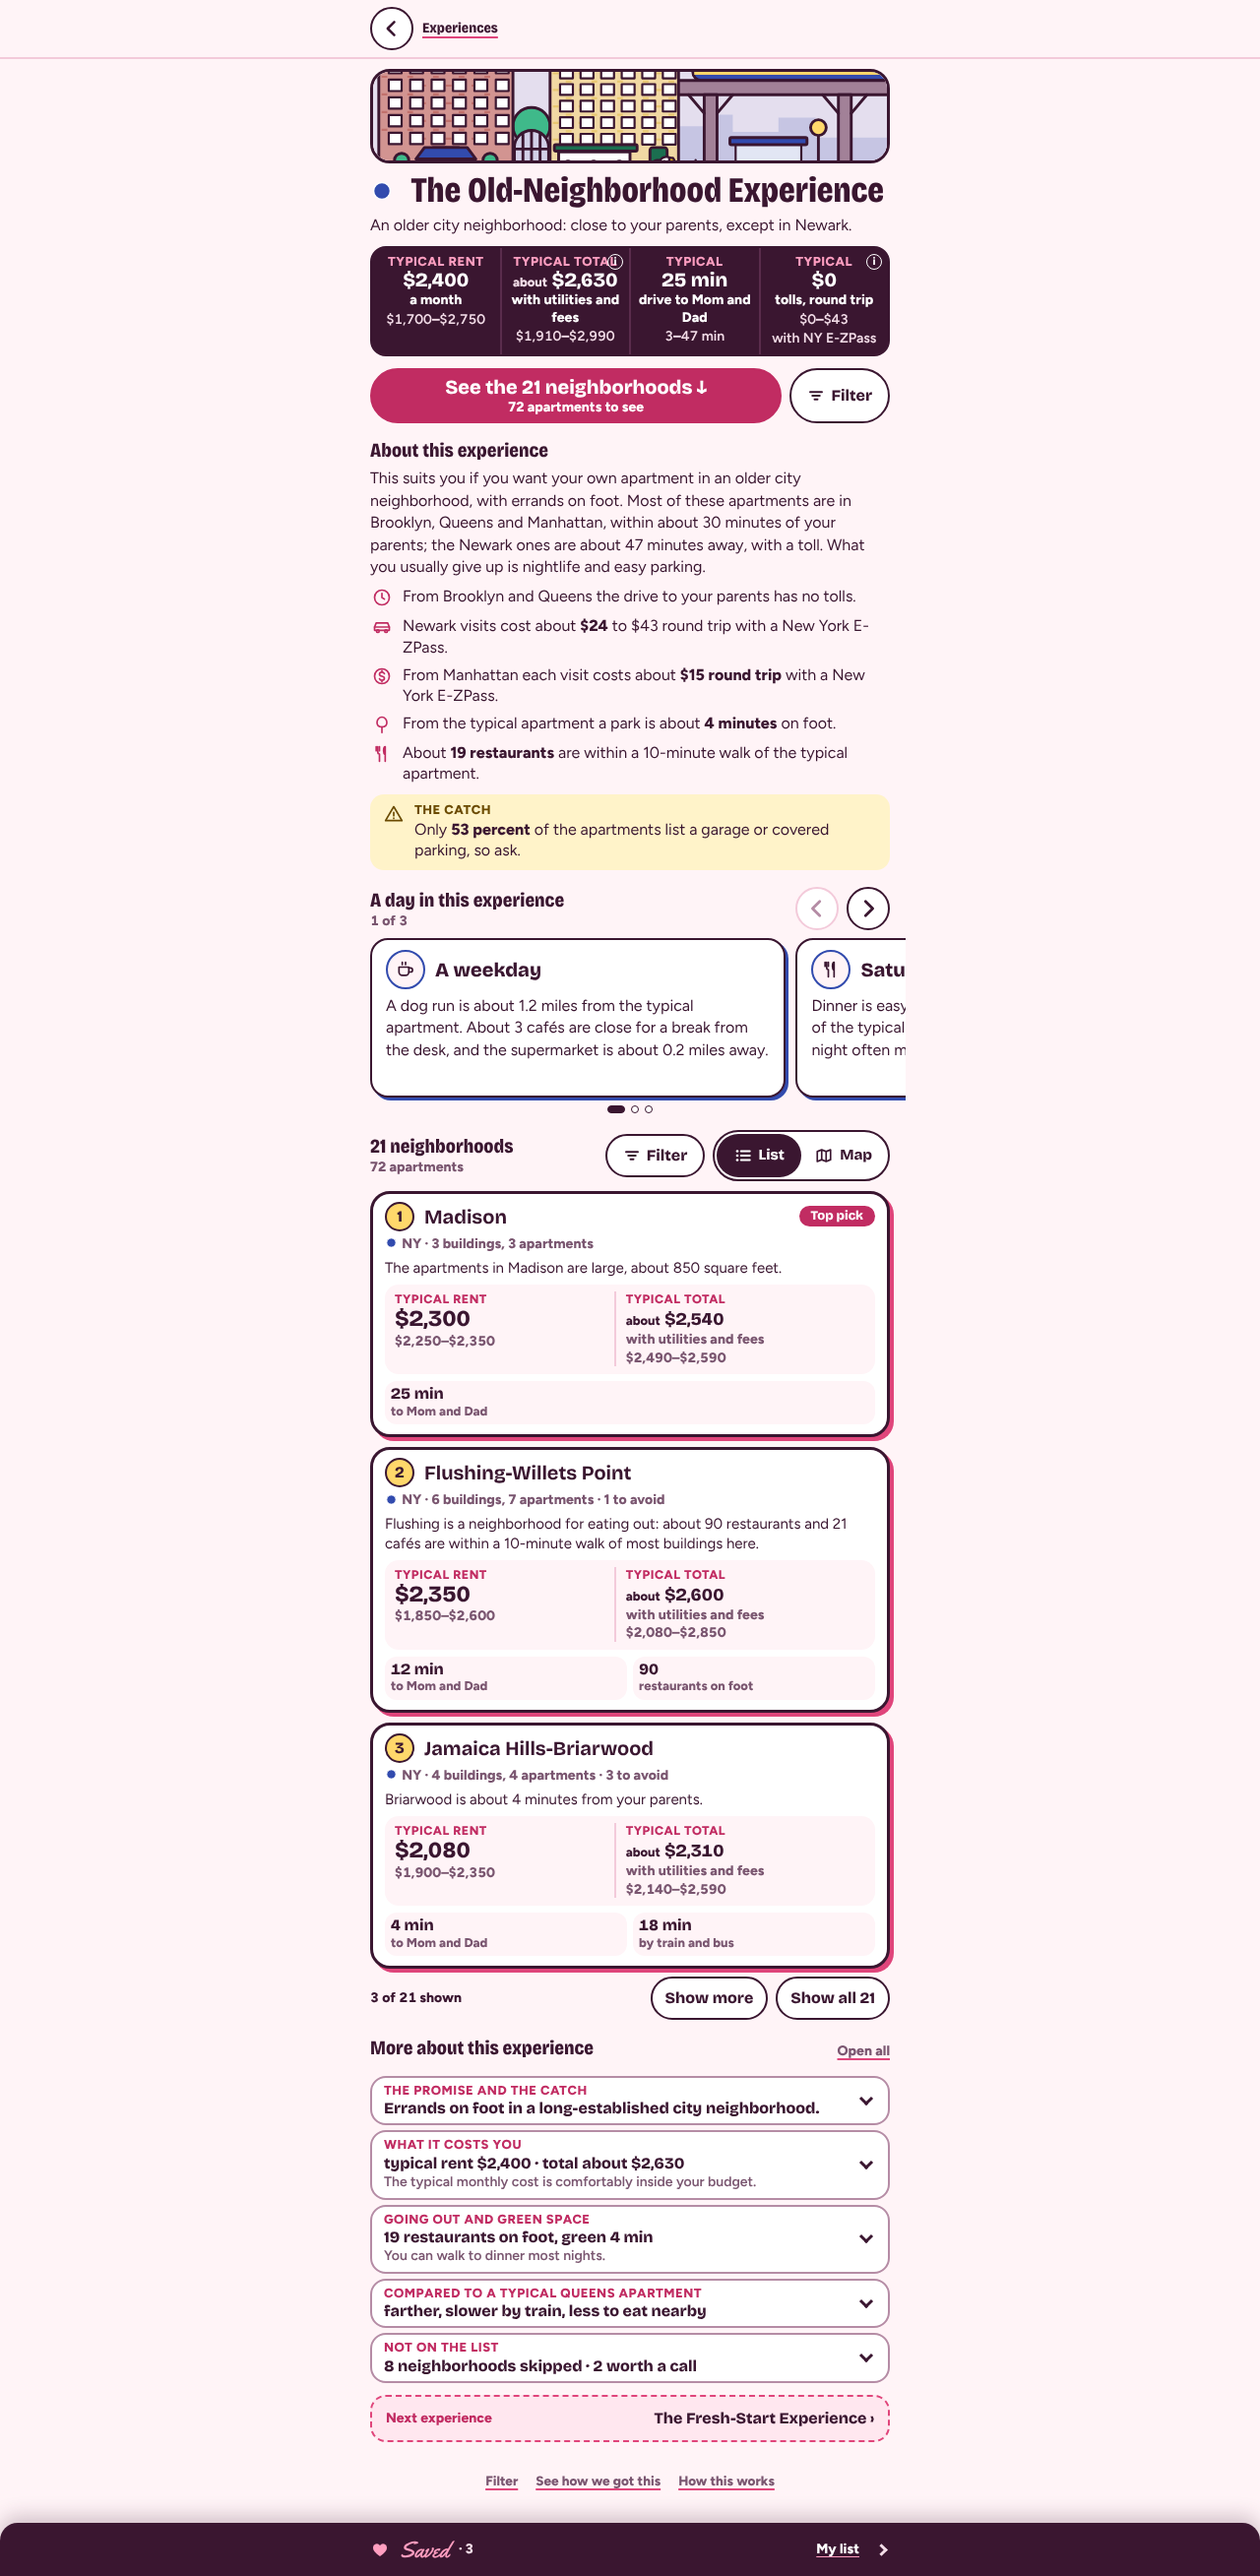 Experiences
The Old-Neighborhood Experience
An older city neighborhood: close to your parents, except in Newark.
TYPICAL RENT
$2,400
a month
$1,700–$2,750
TYPICAL TOTAL
about $2,630
with utilities and
fees
$1,910–$2,990
TYPICAL
25 min
drive to Mom and
Dad
3–47 min
TYPICAL
$0
tolls, round trip
$0–$43
with NY E-ZPass
See the 21 neighborhoods ↓
72 apartments to see
Filter
About this experience
This suits you if you want your own apartment in an older city
neighborhood, with errands on foot. Most of these apartments are in
Brooklyn, Queens and Manhattan, within about 30 minutes of your
parents; the Newark ones are about 47 minutes away, with a toll. What
you usually give up is nightlife and easy parking.
From Brooklyn and Queens the drive to your parents has no tolls.
Newark visits cost about $24 to $43 round trip with a New York E-
ZPass.
From Manhattan each visit costs about $15 round trip with a New
York E-ZPass.
From the typical apartment a park is about 4 minutes on foot.
About 19 restaurants are within a 10-minute walk of the typical
apartment.
THE CATCH
Only 53 percent of the apartments list a garage or covered
parking, so ask.
A day in this experience
1 of 3
A weekday
A dog run is about 1.2 miles from the typical
apartment. About 3 cafés are close for a break from
the desk, and the supermarket is about 0.2 miles away.
Satu
Dinner is easy
of the typical
night often m
21 neighborhoods
72 apartments
Filter
List
Map
1
Madison
Top pick
NY · 3 buildings, 3 apartments
The apartments in Madison are large, about 850 square feet.
TYPICAL RENT
$2,300
$2,250–$2,350
TYPICAL TOTAL
about $2,540
with utilities and fees
$2,490–$2,590
25 min
to Mom and Dad
2
Flushing-Willets Point
NY · 6 buildings, 7 apartments · 1 to avoid
Flushing is a neighborhood for eating out: about 90 restaurants and 21
cafés are within a 10-minute walk of most buildings here.
TYPICAL RENT
$2,350
$1,850–$2,600
TYPICAL TOTAL
about $2,600
with utilities and fees
$2,080–$2,850
12 min
to Mom and Dad
90
restaurants on foot
3
Jamaica Hills-Briarwood
NY · 4 buildings, 4 apartments · 3 to avoid
Briarwood is about 4 minutes from your parents.
TYPICAL RENT
$2,080
$1,900–$2,350
TYPICAL TOTAL
about $2,310
with utilities and fees
$2,140–$2,590
4 min
to Mom and Dad
18 min
by train and bus
3 of 21 shown
Show more
Show all 21
More about this experience
Open all
THE PROMISE AND THE CATCH
Errands on foot in a long-established city neighborhood.
WHAT IT COSTS YOU
typical rent $2,400 · total about $2,630
The typical monthly cost is comfortably inside your budget.
GOING OUT AND GREEN SPACE
19 restaurants on foot, green 4 min
You can walk to dinner most nights.
COMPARED TO A TYPICAL QUEENS APARTMENT
farther, slower by train, less to eat nearby
NOT ON THE LIST
8 neighborhoods skipped · 2 worth a call
Next experience
The Fresh-Start Experience ›
Filter
See how we got this
How this works
Saved · 3
My list